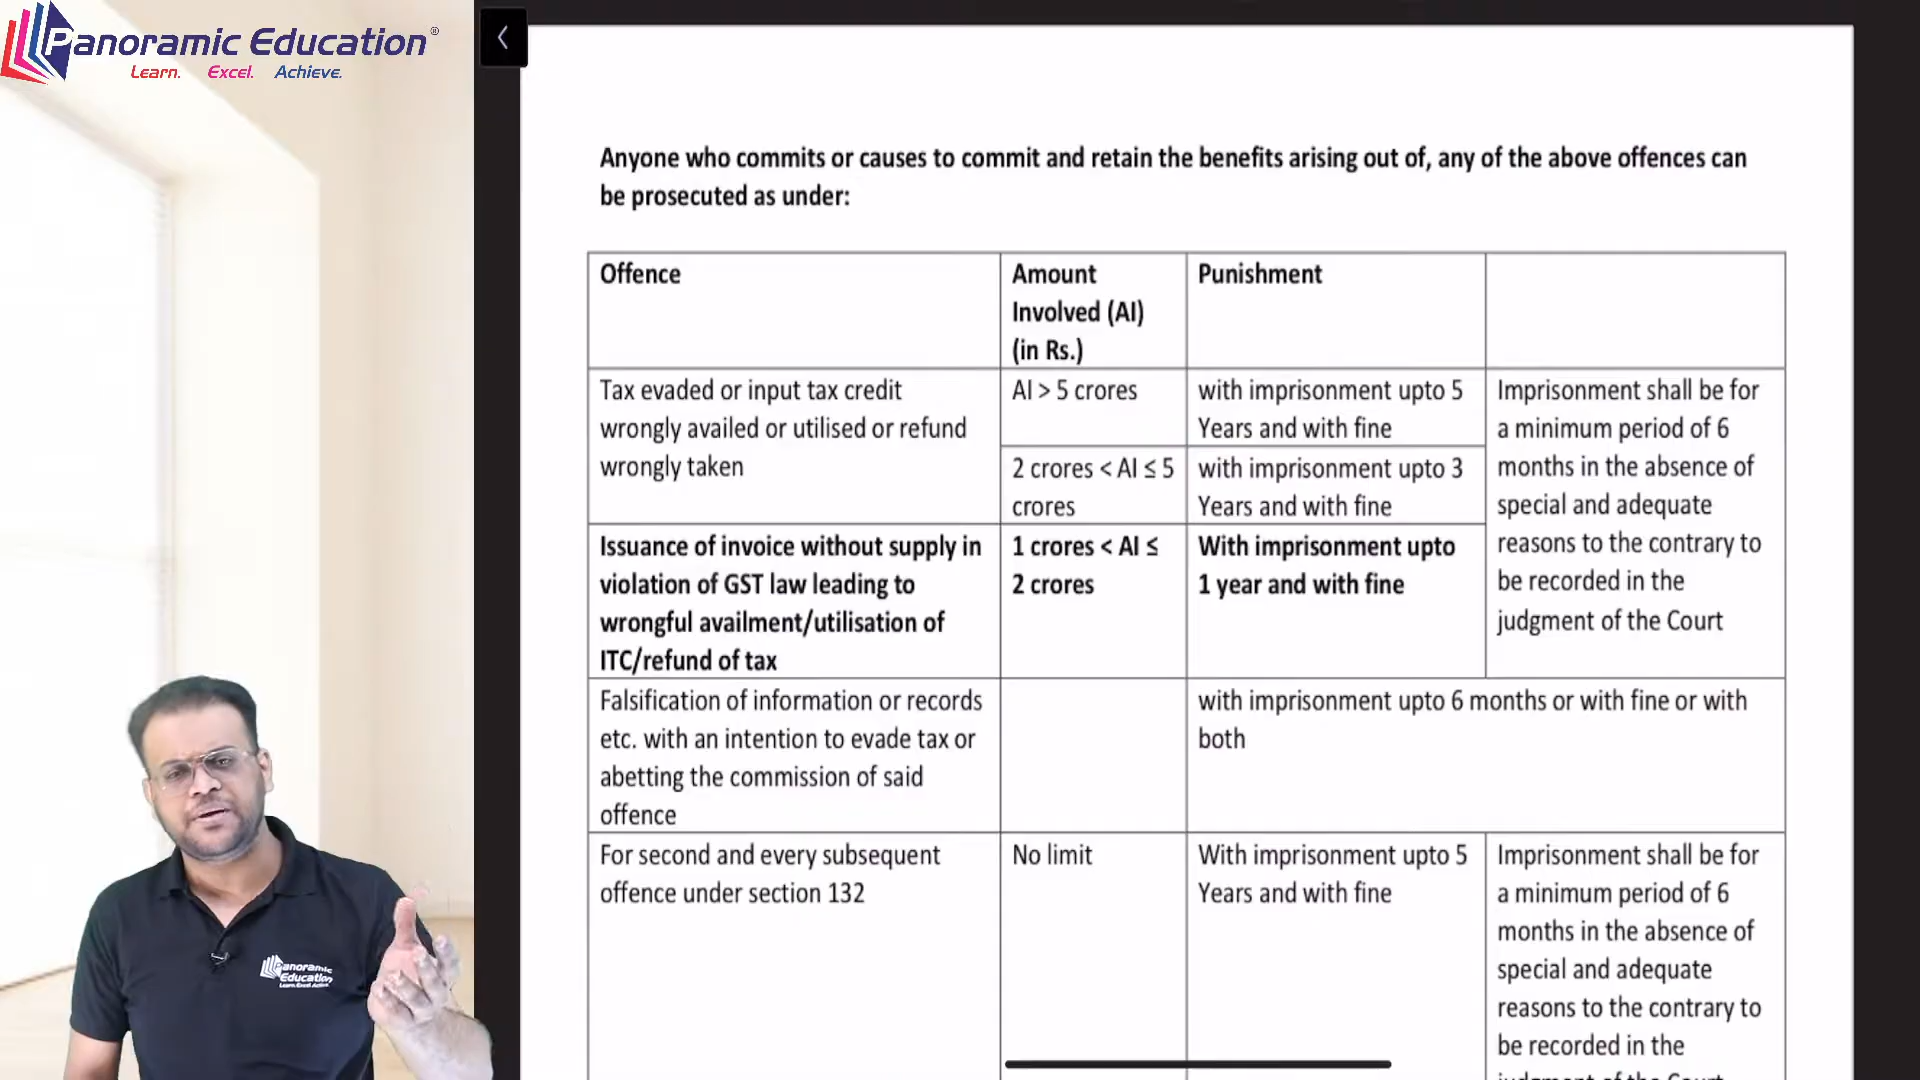 Panoramic Education®
Learn. Excel. Achieve.
Anyone who commits or causes to commit and retain the benefits arising out of, any of the above offences can
be prosecuted as under:
Offence
Amount
Involved (AI)
(in Rs.)
Punishment
Tax evaded or input tax credit
wrongly availed or utilised or refund
wrongly taken
AI > 5 crores
with imprisonment upto 5
Years and with fine
2 crores < AI ≤ 5
crores
with imprisonment upto 3
Years and with fine
Imprisonment shall be for
a minimum period of 6
months in the absence of
special and adequate
reasons to the contrary to
be recorded in the
judgment of the Court
Issuance of invoice without supply in
violation of GST law leading to
wrongful availment/utilisation of
ITC/refund of tax
1 crores < AI ≤
2 crores
With imprisonment upto
1 year and with fine
Falsification of information or records
etc. with an intention to evade tax or
abetting the commission of said
offence
with imprisonment upto 6 months or with fine or with
both
For second and every subsequent
offence under section 132
No limit
With imprisonment upto 5
Years and with fine
Imprisonment shall be for
a minimum period of 6
months in the absence of
special and adequate
reasons to the contrary to
be recorded in the
judgment of the Court
Panoramic
Education